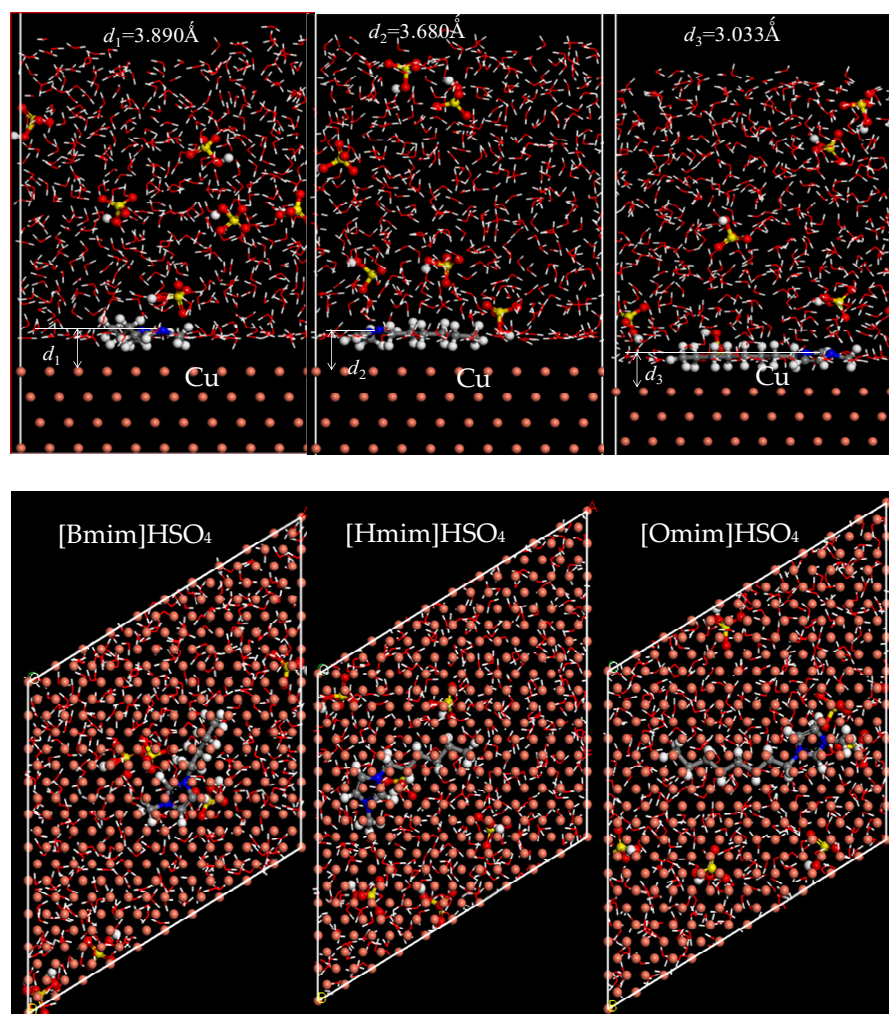 d₁=3.890Å
d₂=3.680Å
d₃=3.033Å
d₁
Cu
d₂
Cu
d₃
Cu
[Bmim]HSO₄
[Hmim]HSO₄
[Omim]HSO₄
A